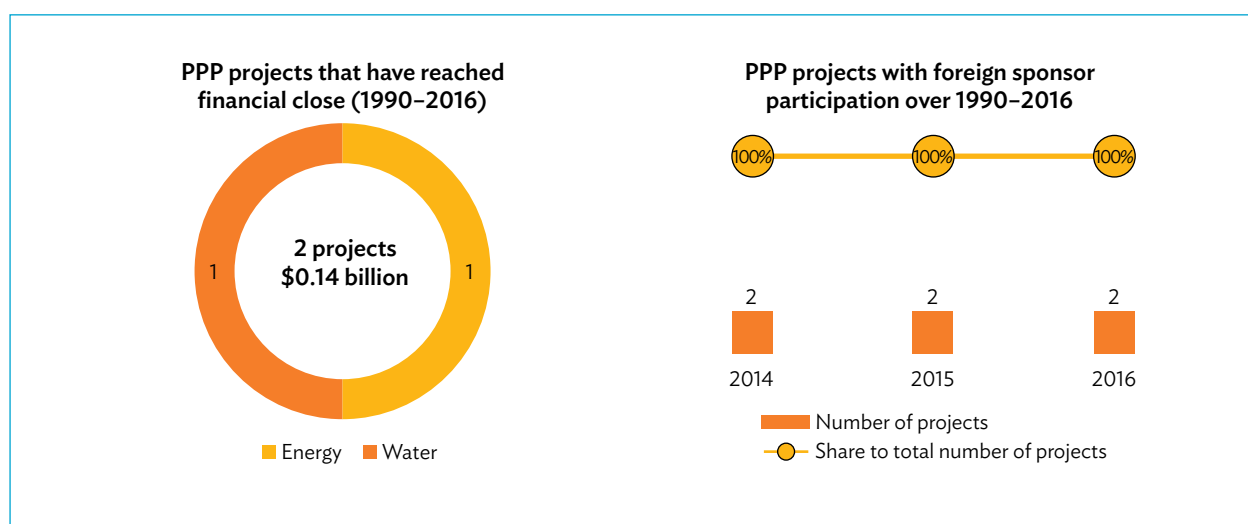 PPP projects that have reached
financial close (1990–2016)
1
2 projects
$0.14 billion
1
Energy Water
PPP projects with foreign sponsor
participation over 1990–2016
100% 100% 100%
2 2 2
2014 2015 2016
Number of projects
Share to total number of projects